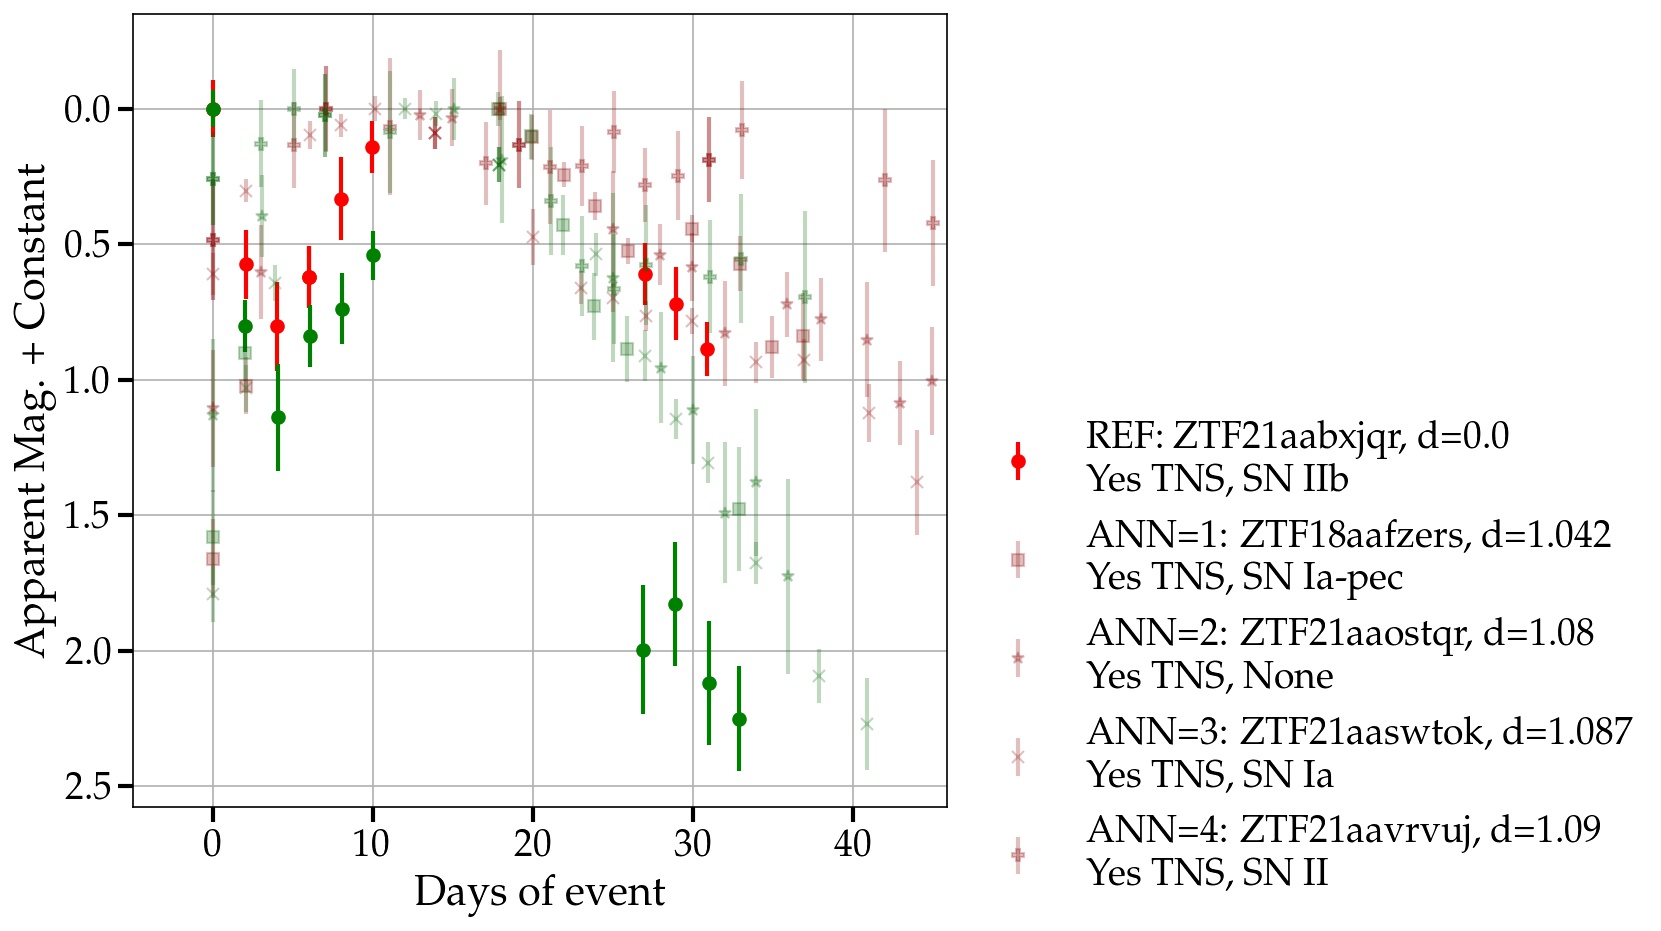 0.0
0.5
1.0
1.5
2.0
2.5
Apparent Mag. + Constant
0 10 20 30 40
Days of event
REF: ZTF21aabxjqr, d=0.0
Yes TNS, SN IIb
ANN=1: ZTF18aafzers, d=1.042
Yes TNS, SN Ia-pec
ANN=2: ZTF21aaostqr, d=1.08
Yes TNS, None
ANN=3: ZTF21aaswtok, d=1.087
Yes TNS, SN Ia
ANN=4: ZTF21aavrvuj, d=1.09
Yes TNS, SN II